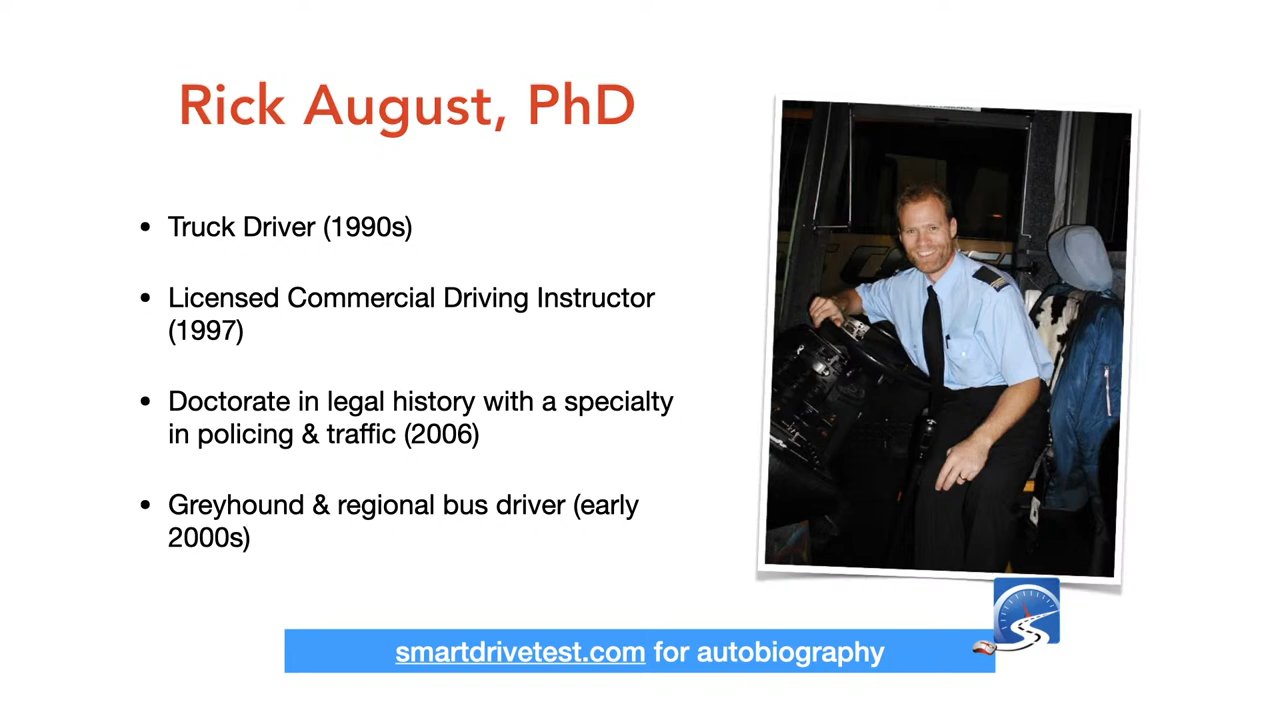 Rick August, PhD
• Truck Driver (1990s)
• Licensed Commercial Driving Instructor
(1997)
• Doctorate in legal history with a specialty
in policing & traffic (2006)
• Greyhound & regional bus driver (early
2000s)
smartdrivetest.com for autobiography